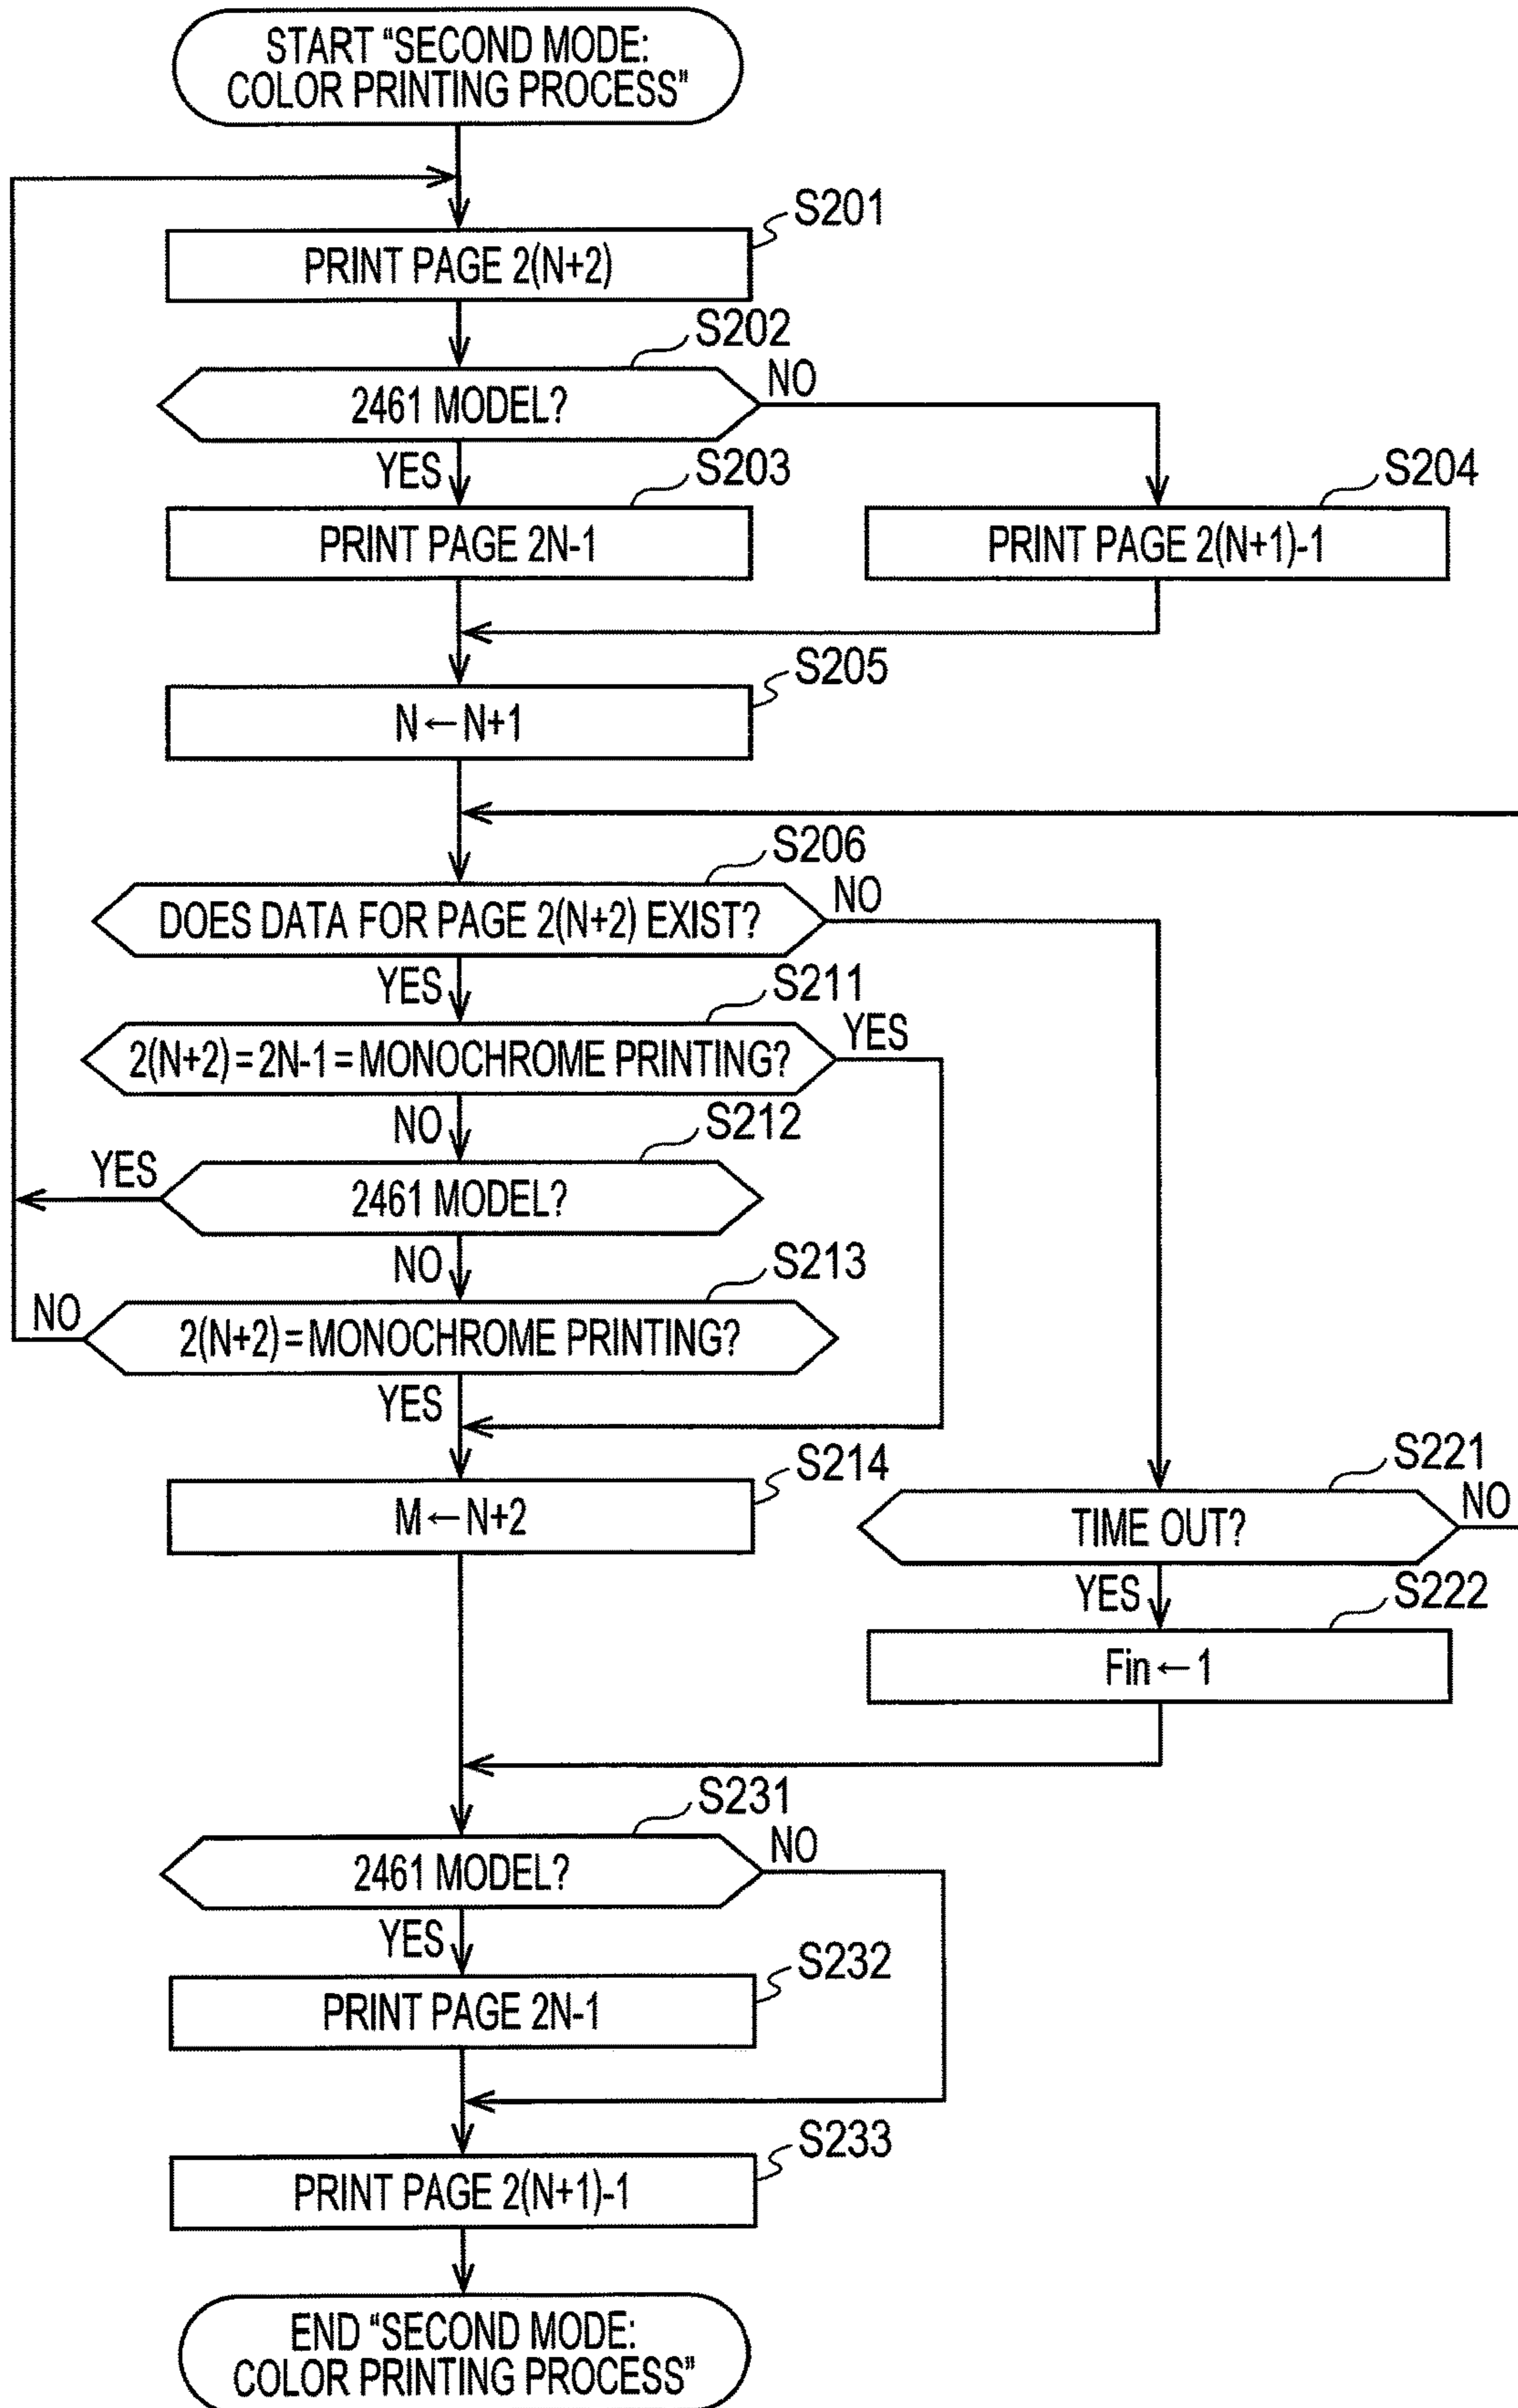 START “SECOND MODE:
COLOR PRINTING PROCESS”
S201
PRINT PAGE 2(N+2)
S202
2461 MODEL?
NO
YES
S203
PRINT PAGE 2N-1
S204
PRINT PAGE 2(N+1)-1
S205
N←N+1
S206
DOES DATA FOR PAGE 2(N+2) EXIST?
NO
YES
S211
2(N+2)=2N-1=MONOCHROME PRINTING?
YES
NO
S212
2461 MODEL?
YES
NO
S213
2(N+2)=MONOCHROME PRINTING?
NO
YES
S214
M←N+2
S221
TIME OUT?
NO
YES
S222
Fin←1
S231
2461 MODEL?
NO
YES
S232
PRINT PAGE 2N-1
S233
PRINT PAGE 2(N+1)-1
END “SECOND MODE:
COLOR PRINTING PROCESS”